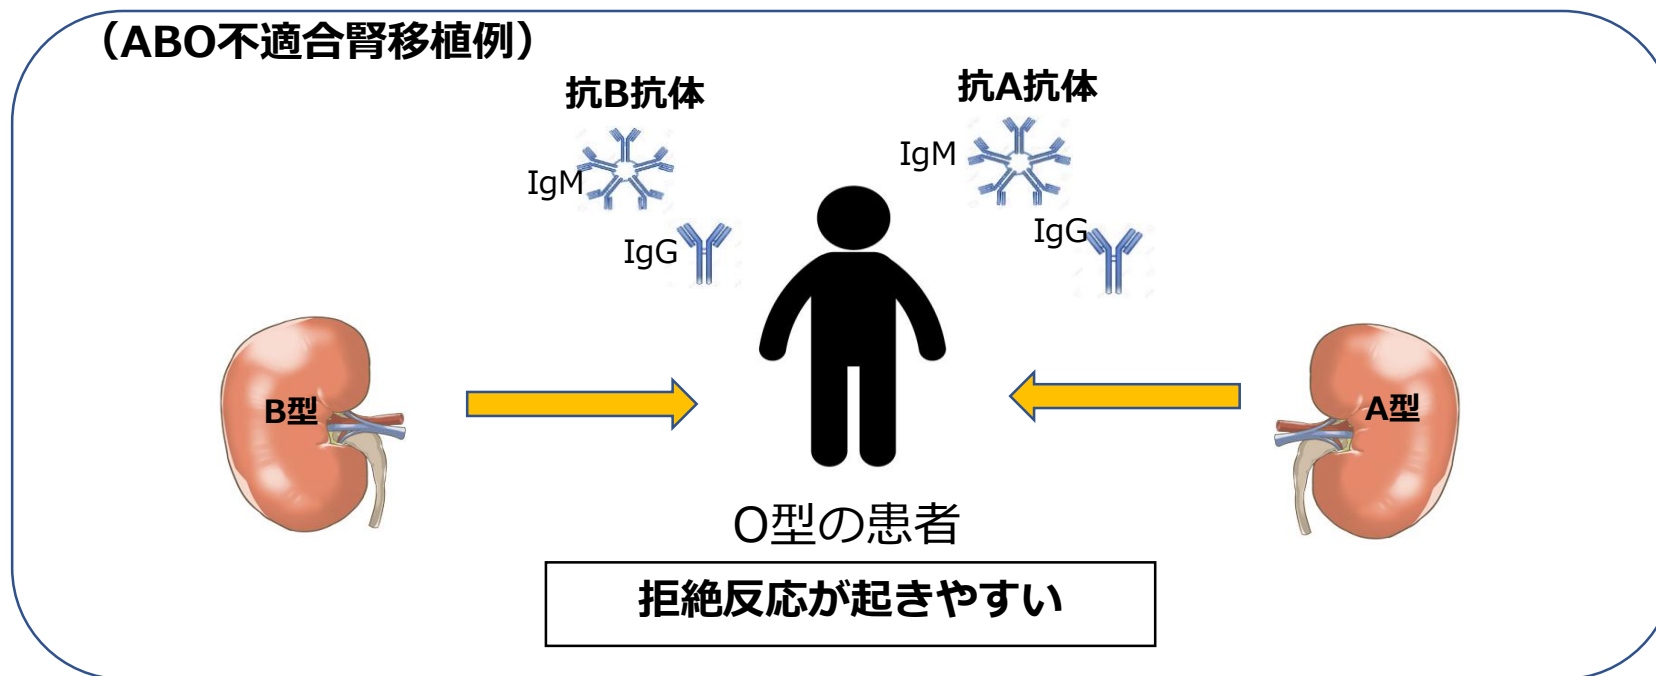 （ABO不適合腎移植例）
抗B抗体
抗A抗体
IgM
IgM
IgG
IgG
B型
A型
O型の患者
拒絶反応が起きやすい